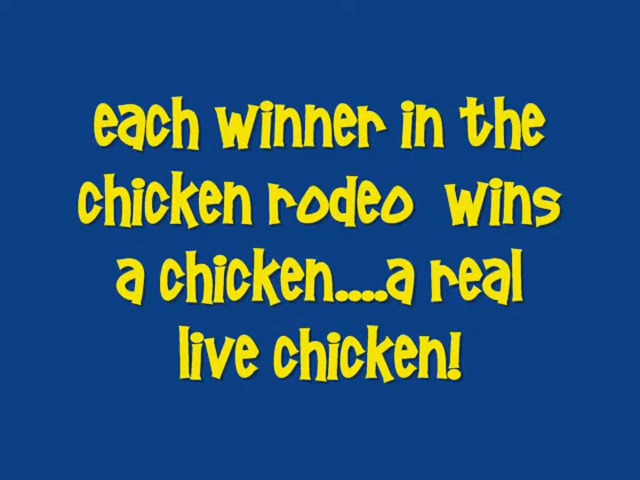 each winner in the
chicken rodeo wins
a chicken....a real
live chicken!